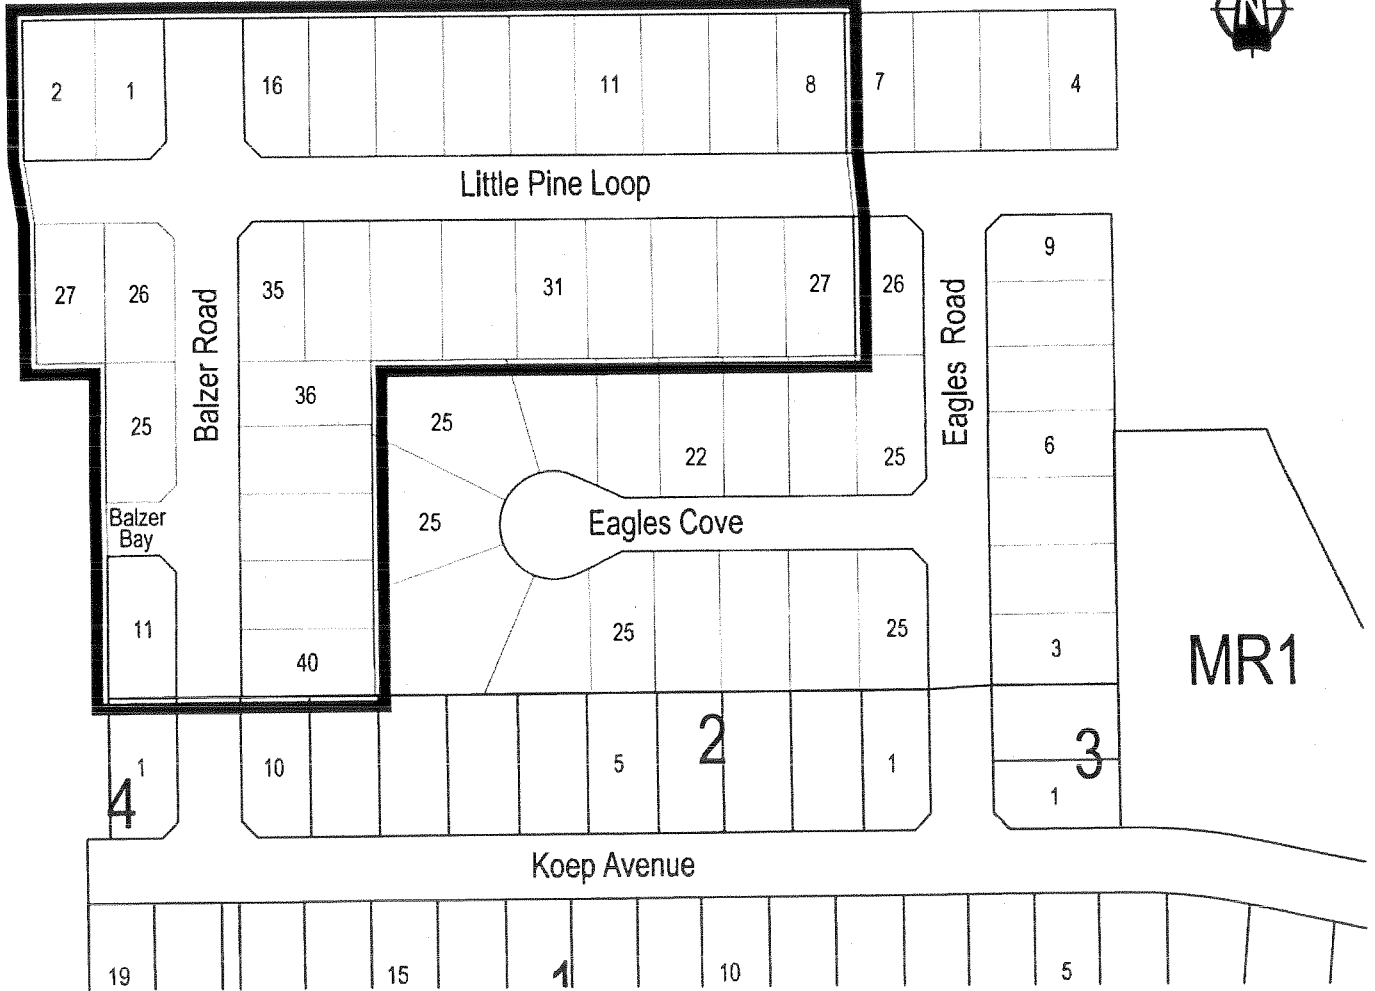 N
2 1 16 11 8 7 4
Little Pine Loop
9
27 26 35 31 27 26
Balzer Road
Eagles Road
36
25 25 22 25 6
Balzer
Bay
25
Eagles Cove
11 40 25 25 3
MR1
1 10 5 2 1 3
4
1
Koep Avenue
19 15 1 10 5